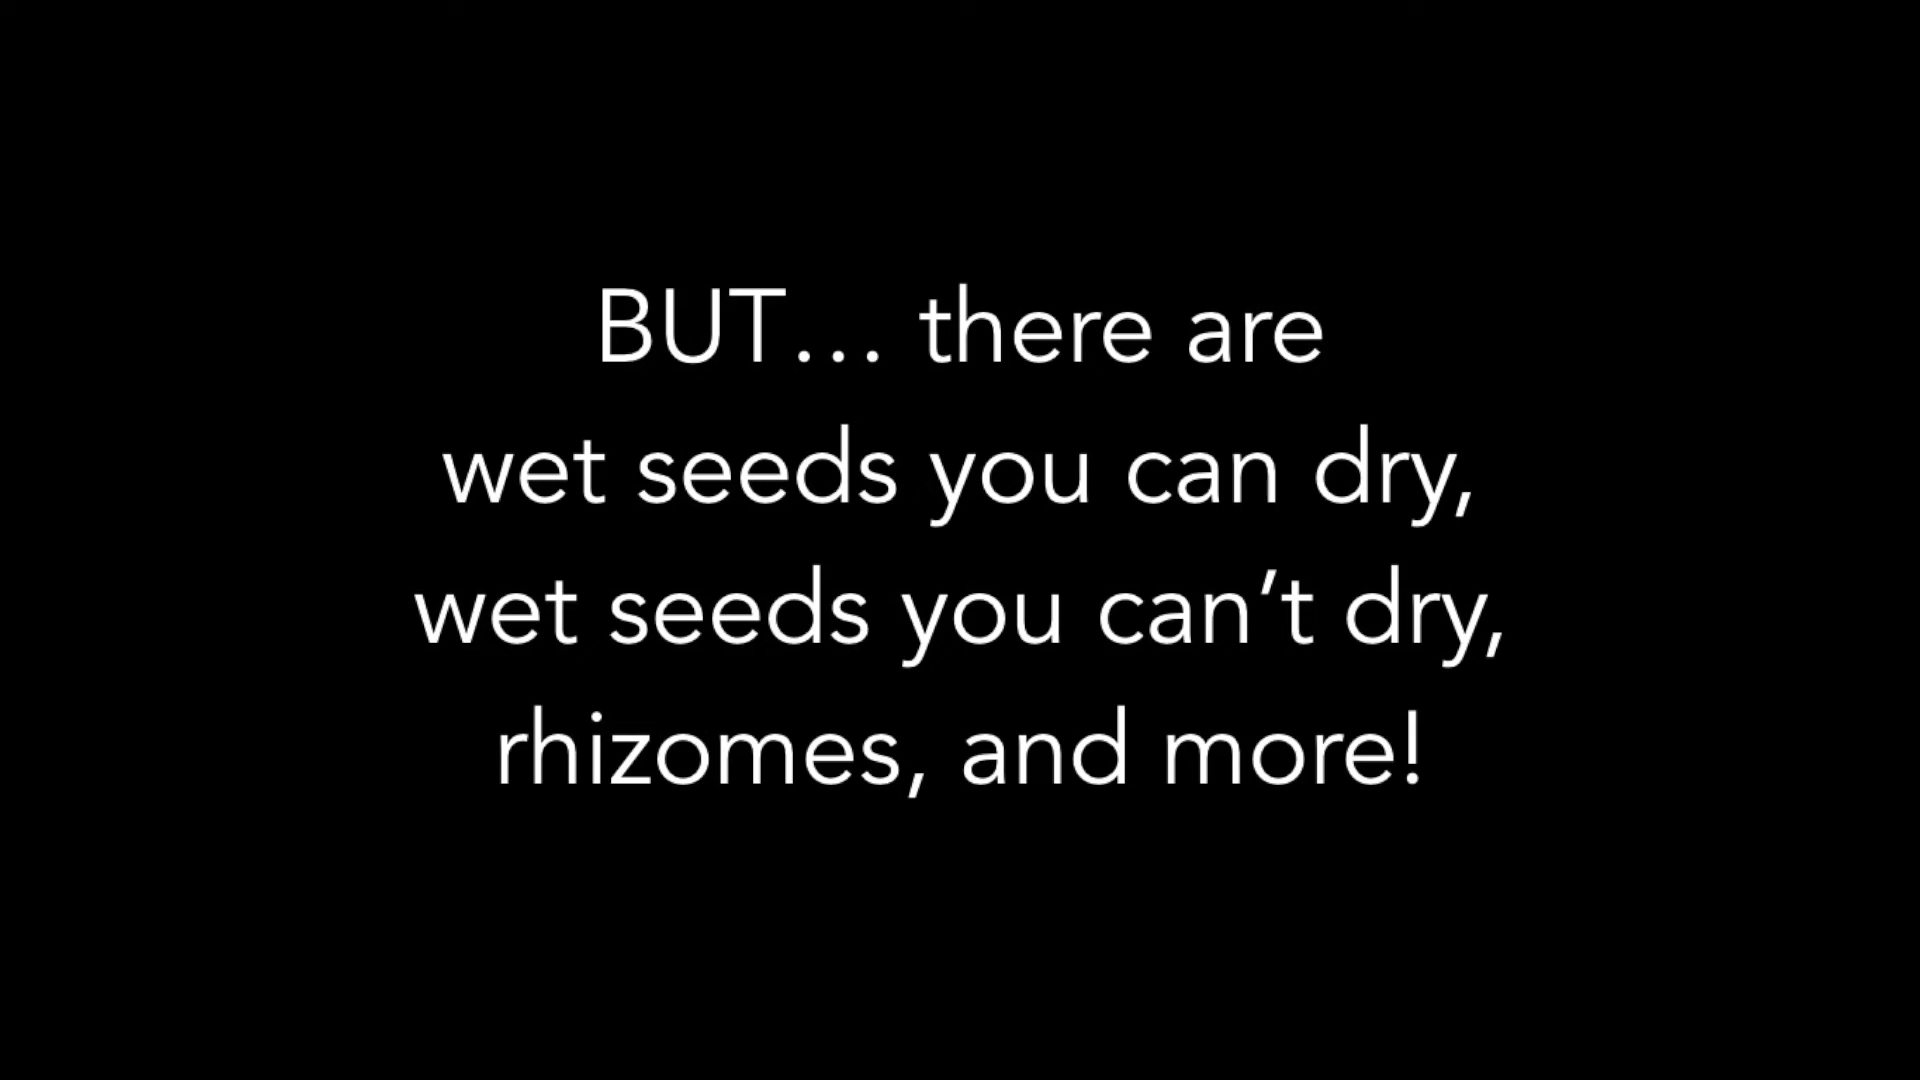 BUT… there are
wet seeds you can dry,
wet seeds you can’t dry,
rhizomes, and more!